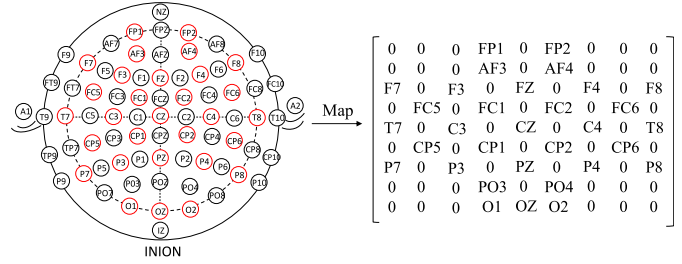 NZ
FP1 FPZ FP2
AF7 AF3 AFZ AF4 AF8
F9 F7 F5 F3 F1 FZ F2 F4 F6 F8 F10
FT9 FT7 FC5 FC3 FC1 FCZ FC2 FC4 FC6 FC8 FC10
A1 T9 T7 C5 C3 C1 CZ C2 C4 C6 T8 T10 A2
TP9 TP7 CP5 CP3 CP1 CPZ CP2 CP4 CP6 CP8 CP10
P9 P7 P5 P3 P1 PZ P2 P4 P6 P8 P10
PO7 PO3 POZ PO4 PO8
O1 OZ O2
IZ
INION
Map
0 0 0 FP1 0 FP2 0 0 0
0 0 0 AF3 0 AF4 0 0 0
F7 0 F3 0 FZ 0 F4 0 F8
0 FC5 0 FC1 0 FC2 0 FC6 0
T7 0 C3 0 CZ 0 C4 0 T8
0 CP5 0 CP1 0 CP2 0 CP6 0
P7 0 P3 0 PZ 0 P4 0 P8
0 0 0 PO3 0 PO4 0 0 0
0 0 0 O1 OZ O2 0 0 0